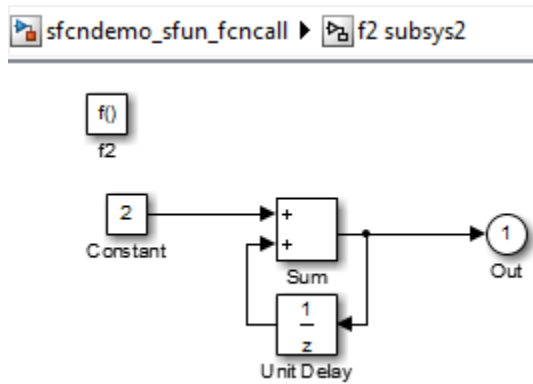 sfcndemo_sfun_fcncall f2 subsys2
f()
f2
2
Constant
+
+
Sum
1
Out
1
z
Unit Delay